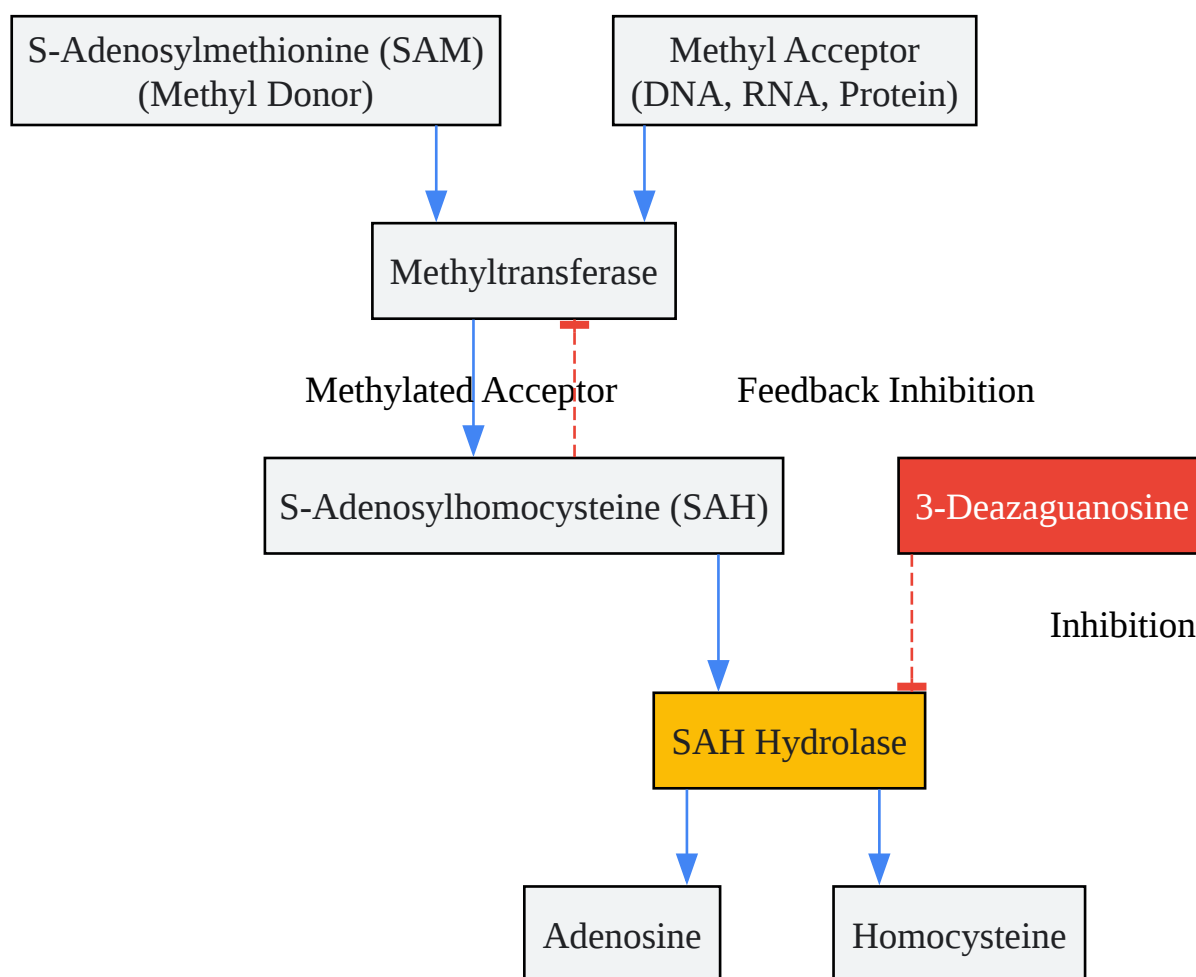 S-Adenosylmethionine (SAM)
(Methyl Donor)
Methyl Acceptor
(DNA, RNA, Protein)
Methyltransferase
Methylated Acceptor
Feedback Inhibition
S-Adenosylhomocysteine (SAH)
3-Deazaguanosine
Inhibition
SAH Hydrolase
Adenosine
Homocysteine